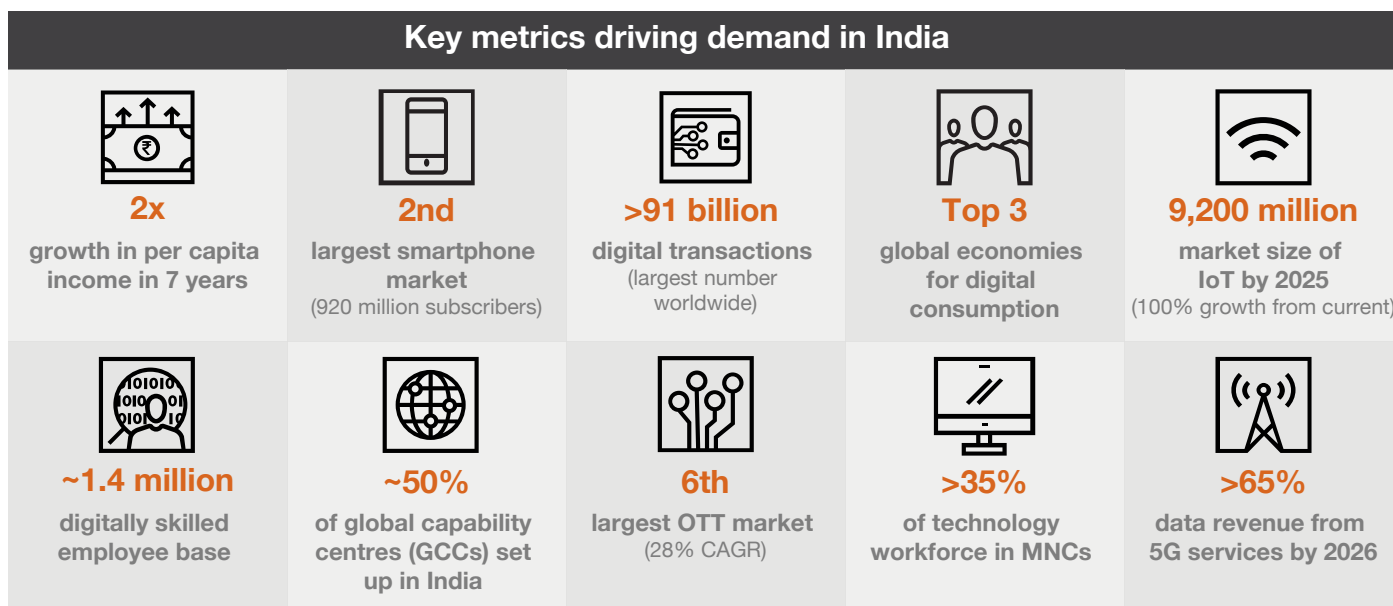 Key metrics driving demand in India
2x
growth in per capita
income in 7 years
2nd
largest smartphone
market
(920 million subscribers)
>91 billion
digital transactions
(largest number
worldwide)
Top 3
global economies
for digital
consumption
9,200 million
market size of
IoT by 2025
(100% growth from current)
~1.4 million
digitally skilled
employee base
~50%
of global capability
centres (GCCs) set
up in India
6th
largest OTT market
(28% CAGR)
>35%
of technology
workforce in MNCs
>65%
data revenue from
5G services by 2026